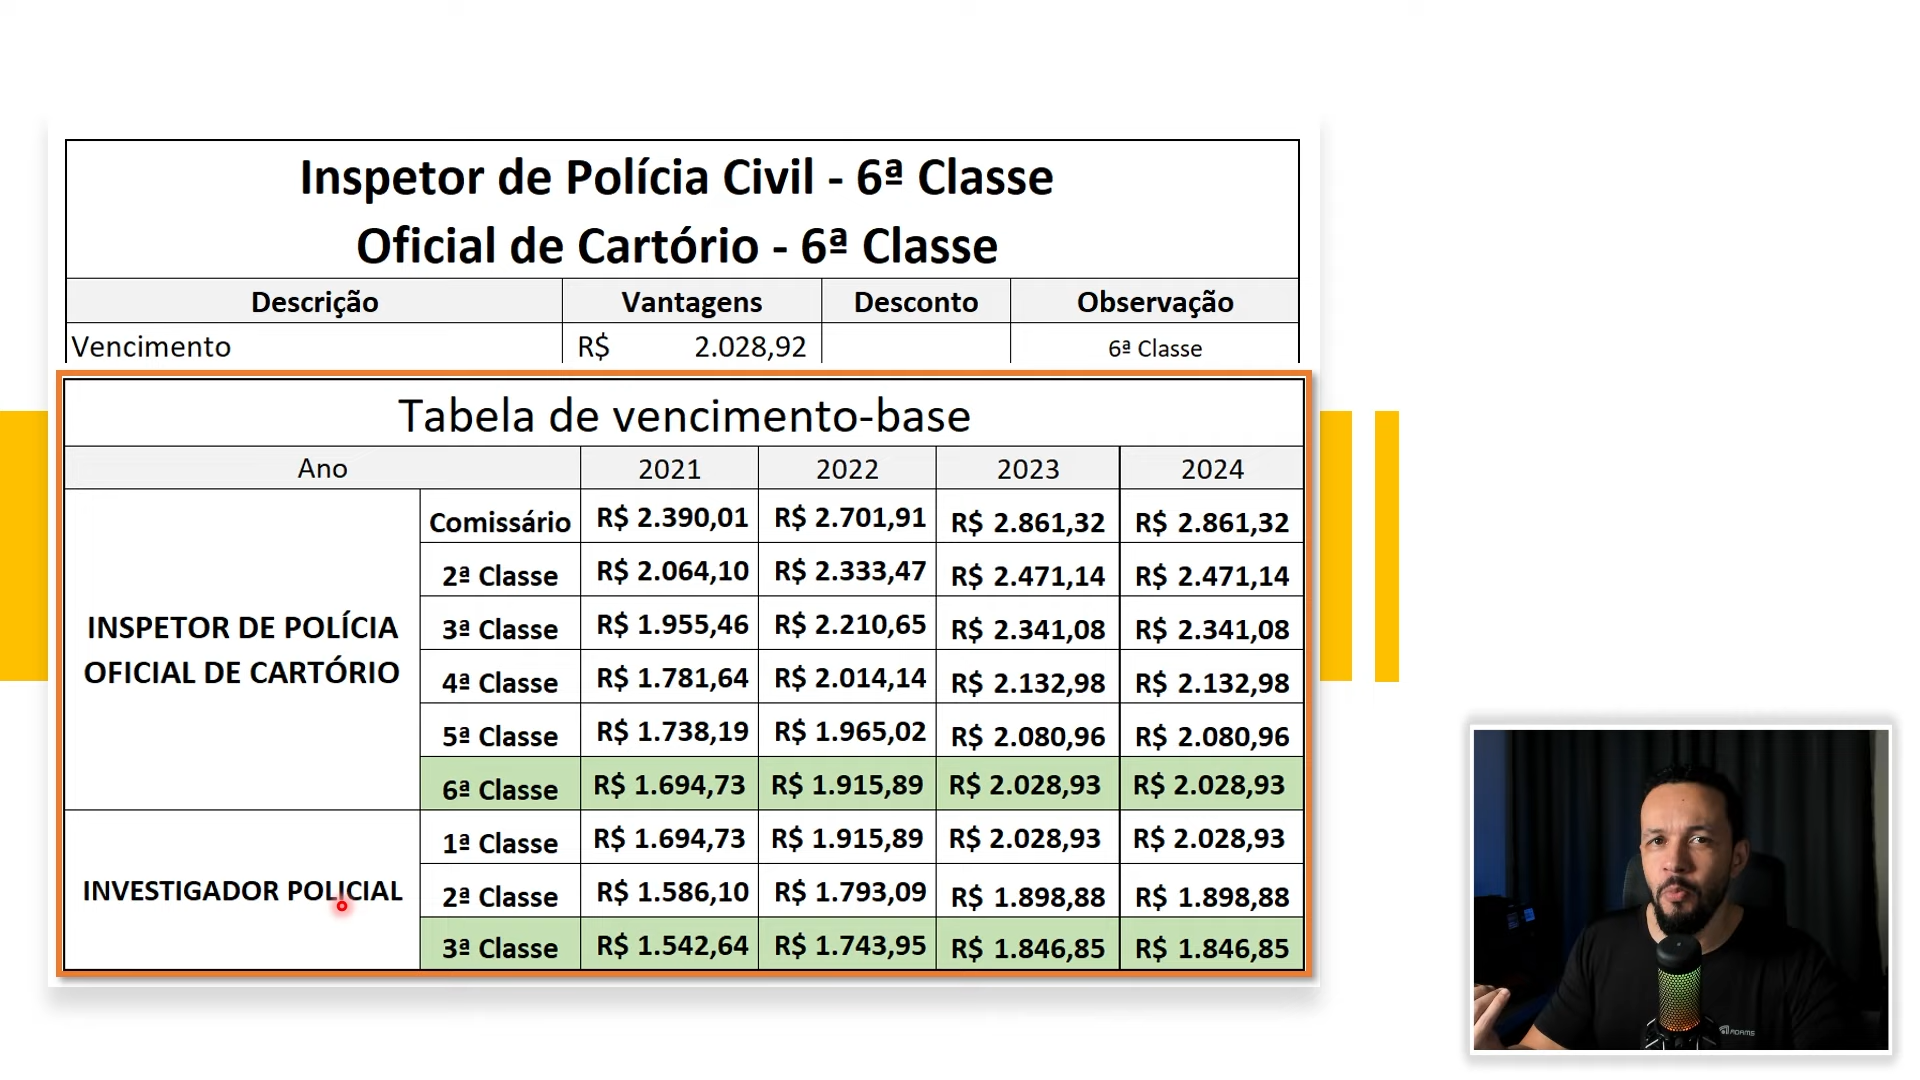 Inspetor de Polícia Civil - 6ª Classe
Oficial de Cartório - 6ª Classe
Descrição Vantagens Desconto Observação
Vencimento R$ 2.028,92 6ª Classe
Tabela de vencimento-base
Ano 2021 2022 2023 2024
INSPETOR DE POLÍCIA
OFICIAL DE CARTÓRIO
Comissário R$ 2.390,01 R$ 2.701,91 R$ 2.861,32 R$ 2.861,32
2ª Classe R$ 2.064,10 R$ 2.333,47 R$ 2.471,14 R$ 2.471,14
3ª Classe R$ 1.955,46 R$ 2.210,65 R$ 2.341,08 R$ 2.341,08
4ª Classe R$ 1.781,64 R$ 2.014,14 R$ 2.132,98 R$ 2.132,98
5ª Classe R$ 1.738,19 R$ 1.965,02 R$ 2.080,96 R$ 2.080,96
6ª Classe R$ 1.694,73 R$ 1.915,89 R$ 2.028,93 R$ 2.028,93
INVESTIGADOR POLICIAL
1ª Classe R$ 1.694,73 R$ 1.915,89 R$ 2.028,93 R$ 2.028,93
2ª Classe R$ 1.586,10 R$ 1.793,09 R$ 1.898,88 R$ 1.898,88
3ª Classe R$ 1.542,64 R$ 1.743,95 R$ 1.846,85 R$ 1.846,85
ADAMS